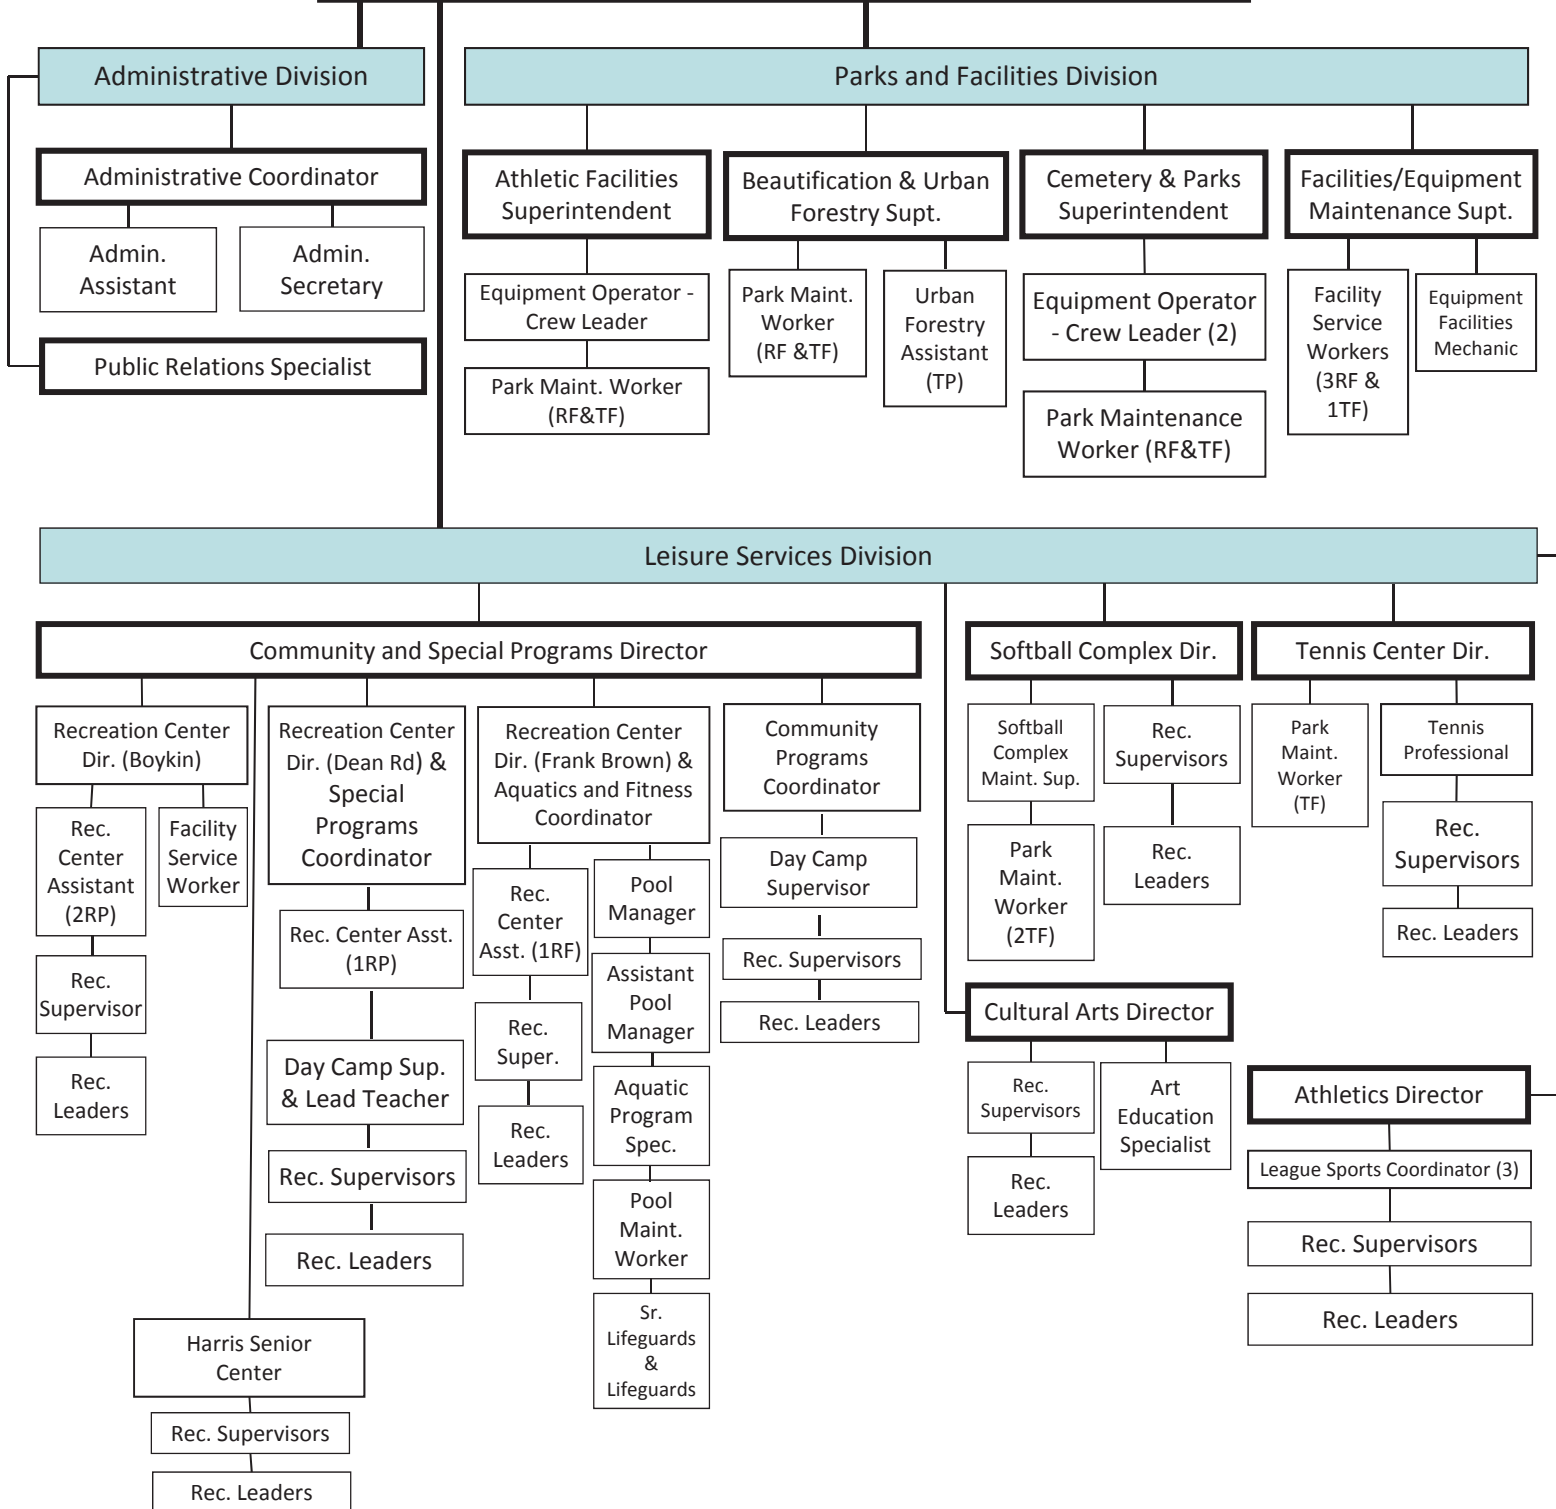 Administrative Division
Parks and Facilities Division
Administrative Coordinator
Admin.
Assistant
Admin.
Secretary
Public Relations Specialist
Athletic Facilities
Superintendent
Equipment Operator -
Crew Leader
Park Maint. Worker
(RF&TF)
Beautification & Urban
Forestry Supt.
Park Maint.
Worker
(RF &TF)
Urban
Forestry
Assistant
(TP)
Cemetery & Parks
Superintendent
Equipment Operator
- Crew Leader (2)
Park Maintenance
Worker (RF&TF)
Facilities/Equipment
Maintenance Supt.
Facility
Service
Workers
(3RF &
1TF)
Equipment
Facilities
Mechanic
Leisure Services Division
Community and Special Programs Director
Recreation Center
Dir. (Boykin)
Rec.
Center
Assistant
(2RP)
Rec.
Supervisor
Rec.
Leaders
Facility
Service
Worker
Recreation Center
Dir. (Dean Rd) &
Special
Programs
Coordinator
Rec. Center Asst.
(1RP)
Day Camp Sup.
& Lead Teacher
Rec. Supervisors
Rec. Leaders
Recreation Center
Dir. (Frank Brown) &
Aquatics and Fitness
Coordinator
Rec.
Center
Asst. (1RF)
Rec.
Super.
Rec.
Leaders
Pool
Manager
Assistant
Pool
Manager
Aquatic
Program
Spec.
Pool
Maint.
Worker
Sr.
Lifeguards
&
Lifeguards
Community
Programs
Coordinator
Day Camp
Supervisor
Rec. Supervisors
Rec. Leaders
Harris Senior
Center
Rec. Supervisors
Rec. Leaders
Softball Complex Dir.
Softball
Complex
Maint. Sup.
Park
Maint.
Worker
(2TF)
Rec.
Supervisors
Rec.
Leaders
Tennis Center Dir.
Park
Maint.
Worker
(TF)
Tennis
Professional
Rec.
Supervisors
Rec. Leaders
Cultural Arts Director
Rec.
Supervisors
Rec.
Leaders
Art
Education
Specialist
Athletics Director
League Sports Coordinator (3)
Rec. Supervisors
Rec. Leaders